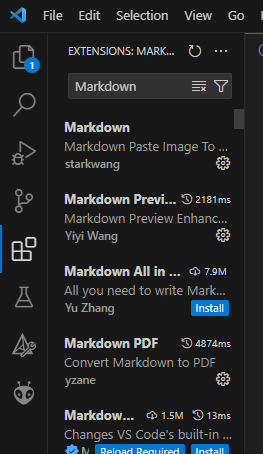 File Edit Selection View Go
EXTENSIONS: MARK...
1
Markdown
Markdown
Markdown Paste Image To ...
starkwang
Markdown Previ... 2181ms
Markdown Preview Enhanc...
Yiyi Wang
Markdown All in ... 7.9M
All you need to write Mark...
Yu Zhang Install
Markdown PDF 4874ms
Convert Markdown to PDF
yzane
Markdow... 1.5M 13ms
Changes VS Code's built-in ...
M Reload Required Install